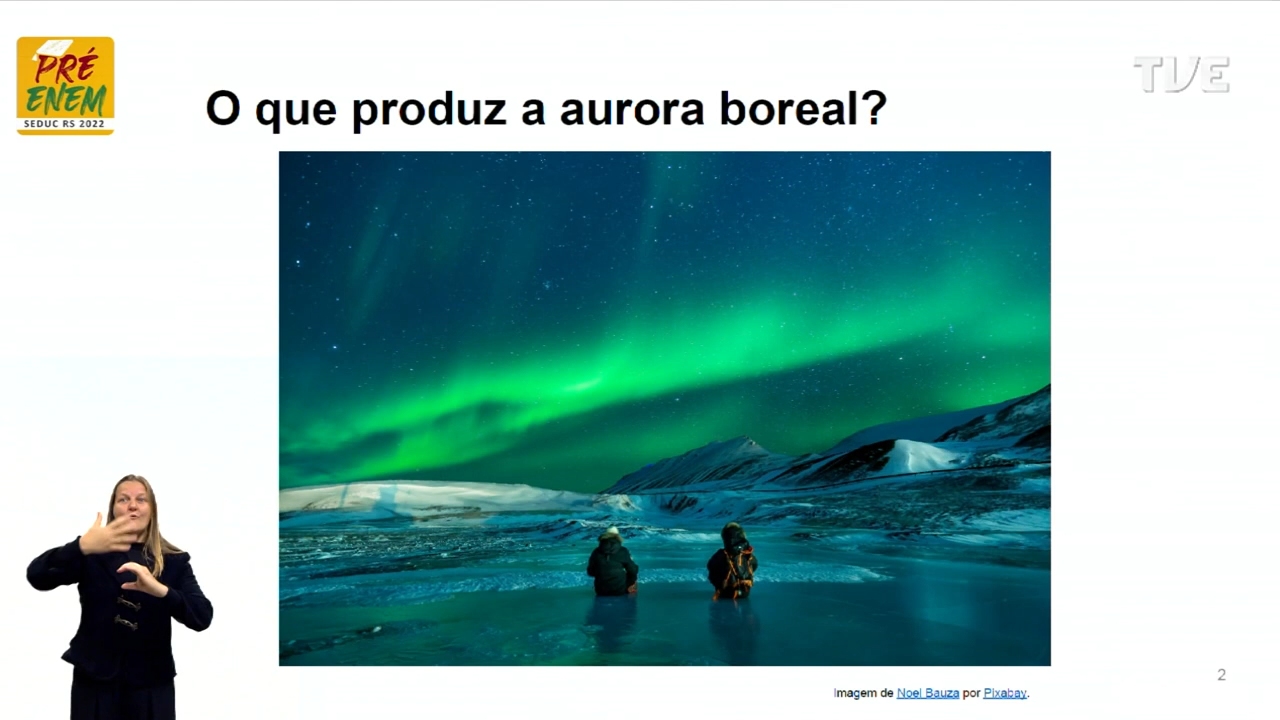 PRÉ
ENEM
SEDUC RS 2022
TVE
O que produz a aurora boreal?
2
Imagem de Noel Bauza por Pixabay.